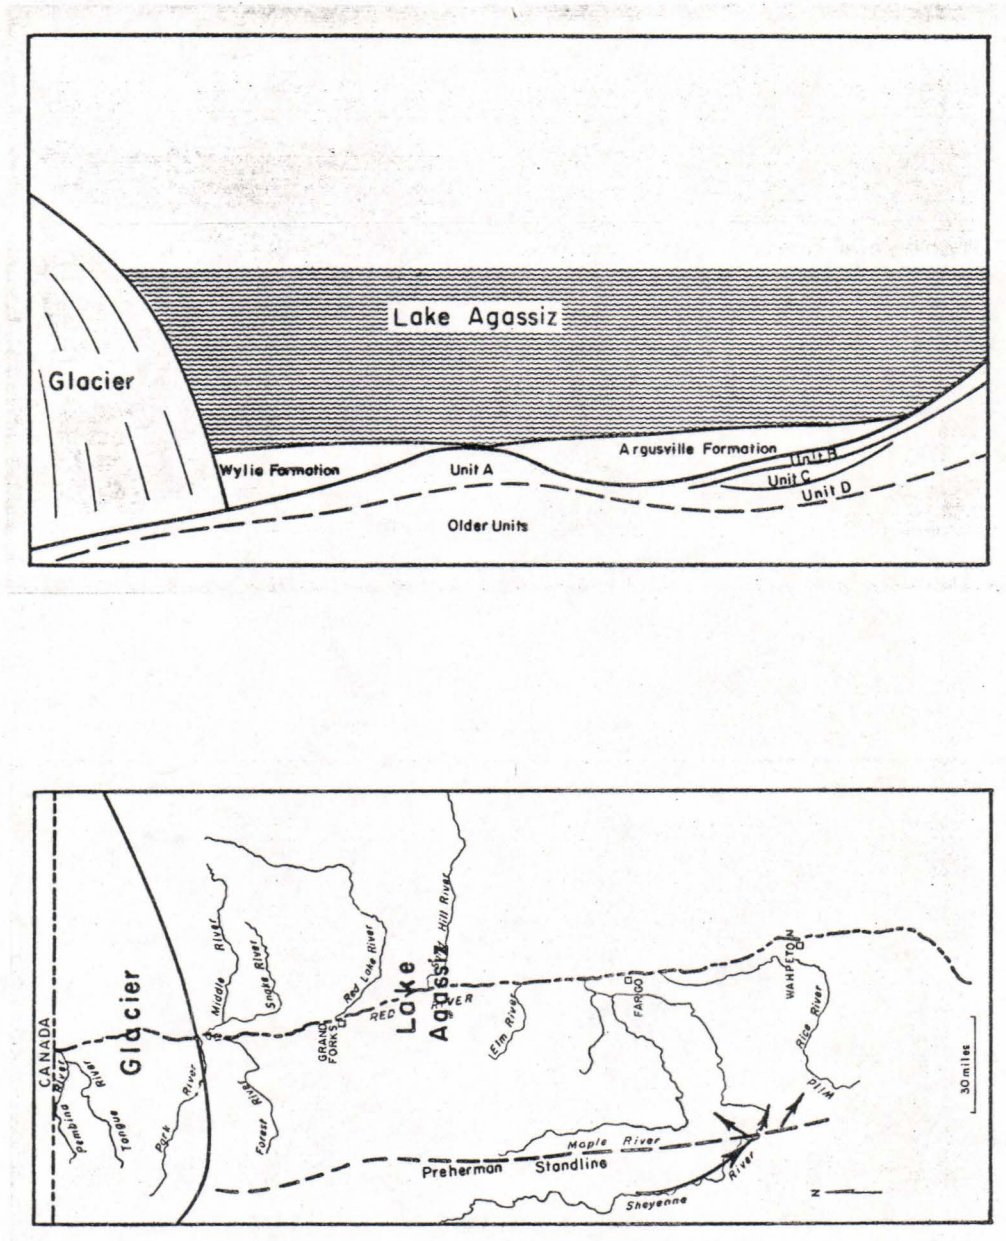 Lake Agassiz
Glacier
Wylie Formation
Unit A
Argusville Formation
Unit B
Unit C
Unit D
Older Units
CANADA
Pembina River
Tongue River
Park River
Glacier
Middle River
Snake River
Forest River
GRAND
FORKS
Red Lake River
RED RIVER
Lake
Agassiz
Hill River
Elm River
FARGO
WAHPETON
Wild Rice River
Maple River
Preherman Standline
Sheyenne River
N
30 miles